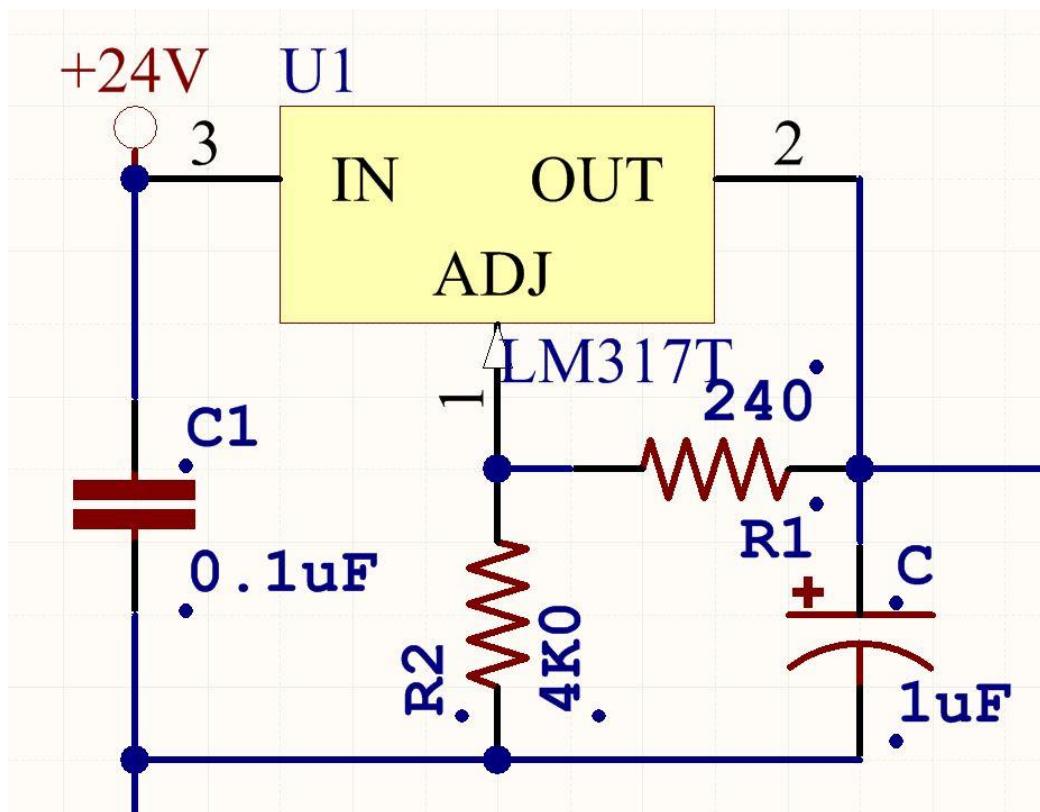 +24V
U1
3
2
IN
OUT
ADJ
LM317T
1
240
C1
R1
0.1uF
C
+
R2
4K0
1uF